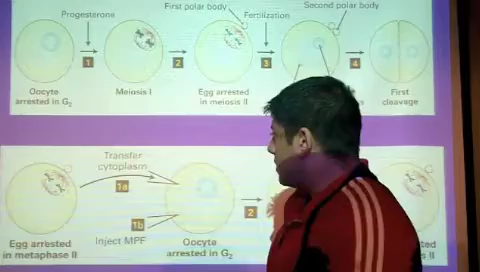 First polar body
Second polar body
Progesterone
Fertilization
1
2
3
4
Oocyte
arrested in G₂
Meiosis I
Egg arrested
in meiosis II
First
cleavage
Transfer
cytoplasm
1a
1b
2
Egg arrested
in metaphase II
Inject MPF
Oocyte
arrested in G₂